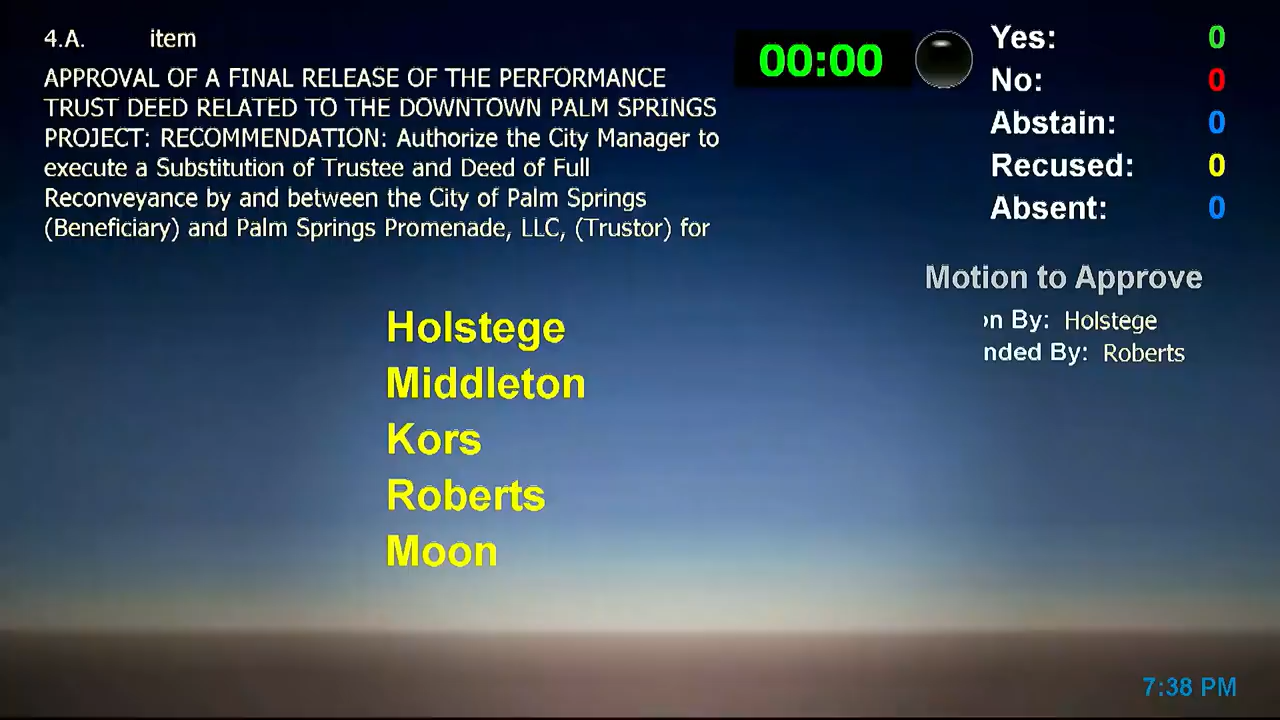 4.A. item
APPROVAL OF A FINAL RELEASE OF THE PERFORMANCE
TRUST DEED RELATED TO THE DOWNTOWN PALM SPRINGS
PROJECT: RECOMMENDATION: Authorize the City Manager to
execute a Substitution of Trustee and Deed of Full
Reconveyance by and between the City of Palm Springs
(Beneficiary) and Palm Springs Promenade, LLC, (Trustor) for
00:00
Yes: 0
No: 0
Abstain: 0
Recused: 0
Absent: 0
Motion to Approve
on By: Holstege
nded By: Roberts
Holstege
Middleton
Kors
Roberts
Moon
7:38 PM